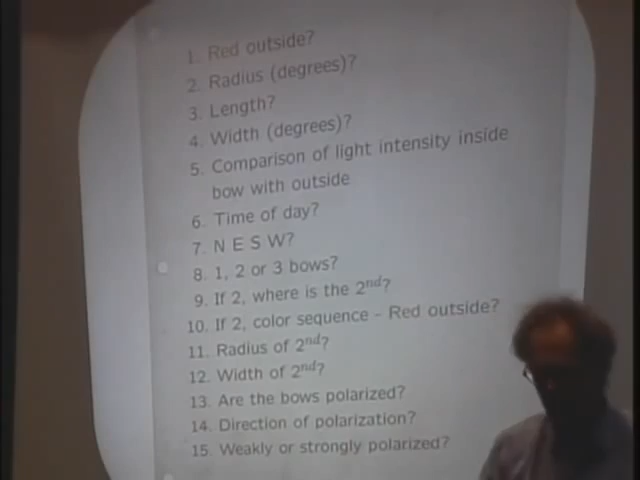 1. Red outside?
2. Radius (degrees)?
3. Length?
4. Width (degrees)?
5. Comparison of light intensity inside
bow with outside
6. Time of day?
7. N E S W?
8. 1, 2 or 3 bows?
9. If 2, where is the 2nd?
10. If 2, color sequence – Red outside?
11. Radius of 2nd?
12. Width of 2nd?
13. Are the bows polarized?
14. Direction of polarization?
15. Weakly or strongly polarized?